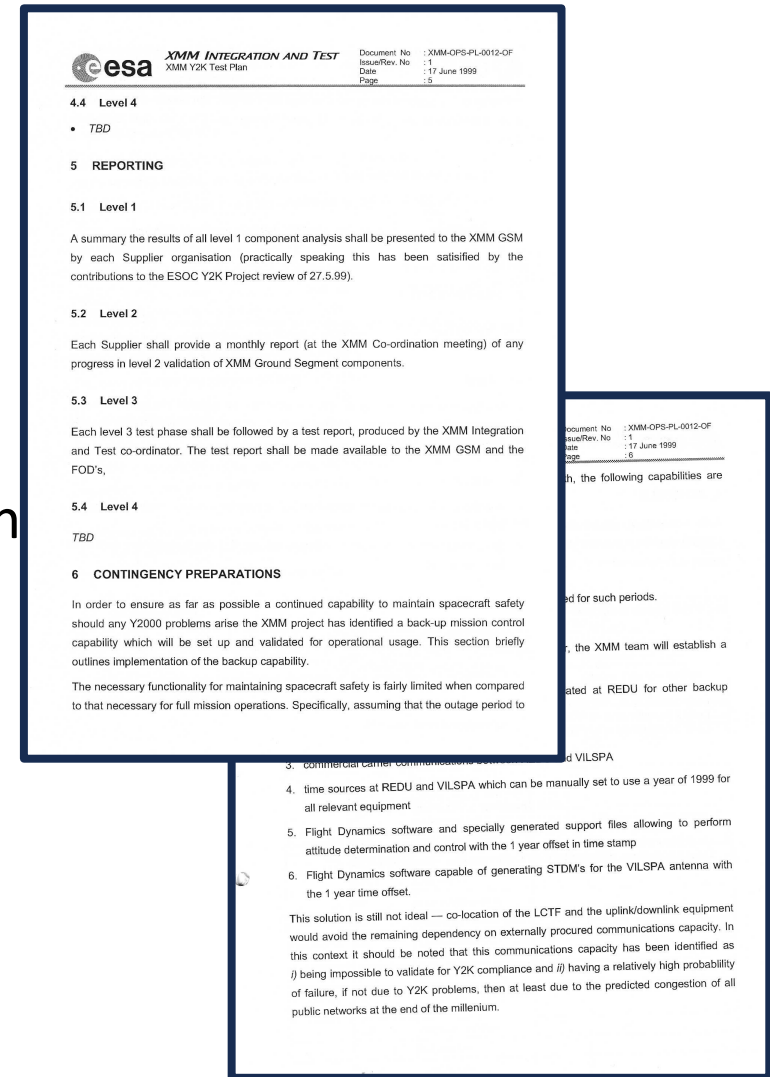 esa
XMM INTEGRATION AND TEST
XMM Y2K Test Plan
Document No : XMM-OPS-PL-0012-OF
Issue/Rev. No : 1
Date : 17 June 1999
Page : 5
4.4 Level 4
• TBD
5 REPORTING
5.1 Level 1
A summary the results of all level 1 component analysis shall be presented to the XMM GSM
by each Supplier organisation (practically speaking this has been satisified by the
contributions to the ESOC Y2K Project review of 27.5.99).
5.2 Level 2
Each Supplier shall provide a monthly report (at the XMM Co-ordination meeting) of any
progress in level 2 validation of XMM Ground Segment components.
5.3 Level 3
Each level 3 test phase shall be followed by a test report, produced by the XMM Integration
and Test co-ordinator. The test report shall be made available to the XMM GSM and the
FOD's,
5.4 Level 4
TBD
6 CONTINGENCY PREPARATIONS
In order to ensure as far as possible a continued capability to maintain spacecraft safety
should any Y2000 problems arise the XMM project has identified a back-up mission control
capability which will be set up and validated for operational usage. This section briefly
outlines implementation of the backup capability.
The necessary functionality for maintaining spacecraft safety is fairly limited when compared
to that necessary for full mission operations. Specifically, assuming that the outage period to
Document No : XMM-OPS-PL-0012-OF
Issue/Rev. No : 1
Date : 17 June 1999
Page : 6
the following capabilities are
for such periods.
the XMM team will establish a
at REDU for other backup
3. commercial carrier communications VILSPA
4. time sources at REDU and VILSPA which can be manually set to use a year of 1999 for
all relevant equipment
5. Flight Dynamics software and specially generated support files allowing to perform
attitude determination and control with the 1 year offset in time stamp
6. Flight Dynamics software capable of generating STDM's for the VILSPA antenna with
the 1 year time offset.
This solution is still not ideal — co-location of the LCTF and the uplink/downlink equipment
would avoid the remaining dependency on externally procured communications capacity. In
this context it should be noted that this communications capacity has been identified as
i) being impossible to validate for Y2K compliance and ii) having a relatively high probablility
of failure, if not due to Y2K problems, then at least due to the predicted congestion of all
public networks at the end of the millenium.